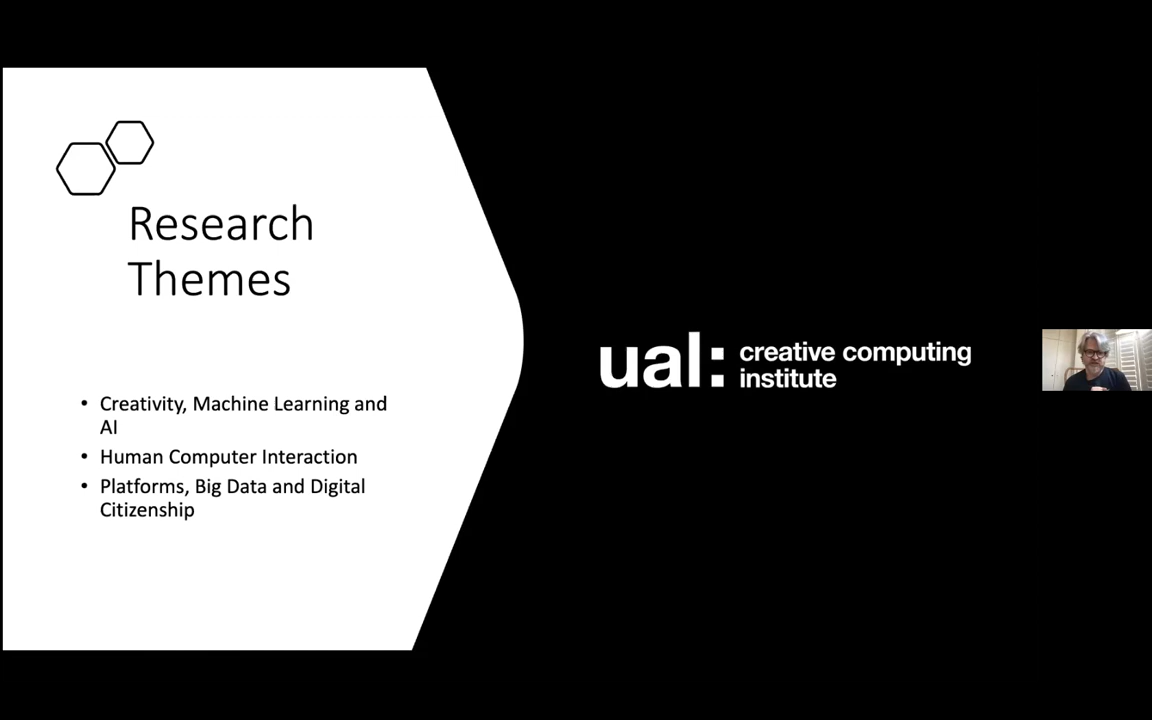 Research
Themes
• Creativity, Machine Learning and
AI
• Human Computer Interaction
• Platforms, Big Data and Digital
Citizenship
ual: creative computing
institute